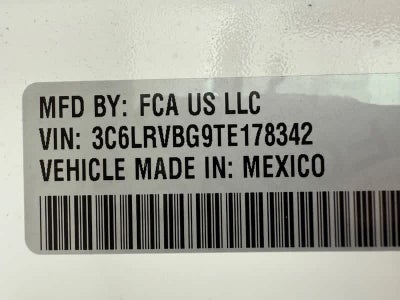 MFD BY: FCA US LLC
VIN: 3C6LRVBG9TE178342
VEHICLE MADE IN: MEXICO